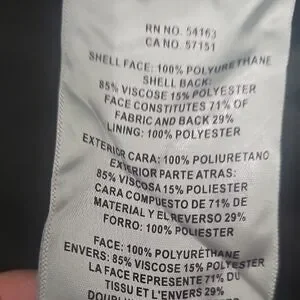 RN NO. 54163
CA NO. 57151
SHELL FACE: 100% POLYURETHANE
SHELL BACK:
85% VISCOSE 15% POLYESTER
FACE CONSTITUTES 71% OF
FABRIC AND BACK 29%
LINING: 100% POLYESTER
EXTERIOR CARA: 100% POLIURETANO
EXTERIOR PARTE ATRAS:
85% VISCOSA 15% POLIESTER
CARA COMPUESTO DE 71% DE
MATERIAL Y EL REVERSO 29%
FORRO: 100% POLIESTER
FACE: 100% POLYURÉTHANE
ENVERS: 85% VISCOSE 15% POLYESTER
LA FACE REPRÉSENTE 71% DU
TISSU ET L'ENVERS 29%